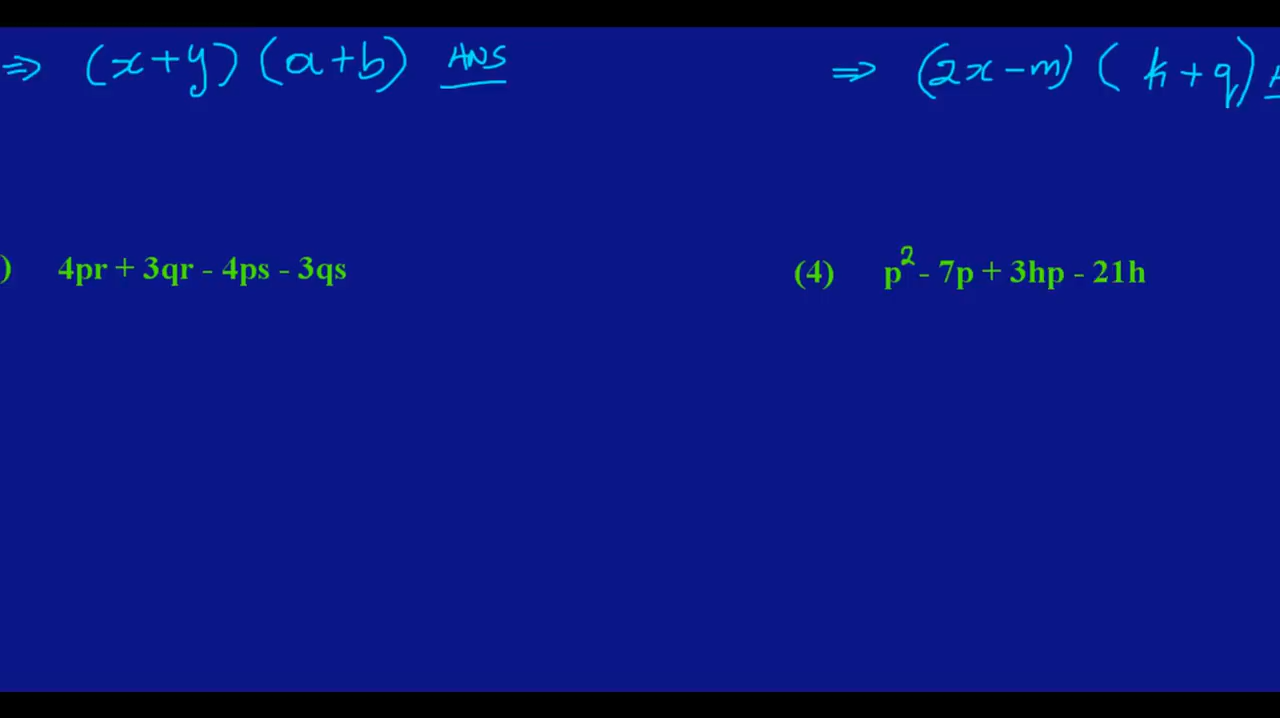 ⇒ (x+y) (a+b) ANS
⇒ (2x-m) (k+q)
) 4pr + 3qr - 4ps - 3qs
(4) p² - 7p + 3hp - 21h